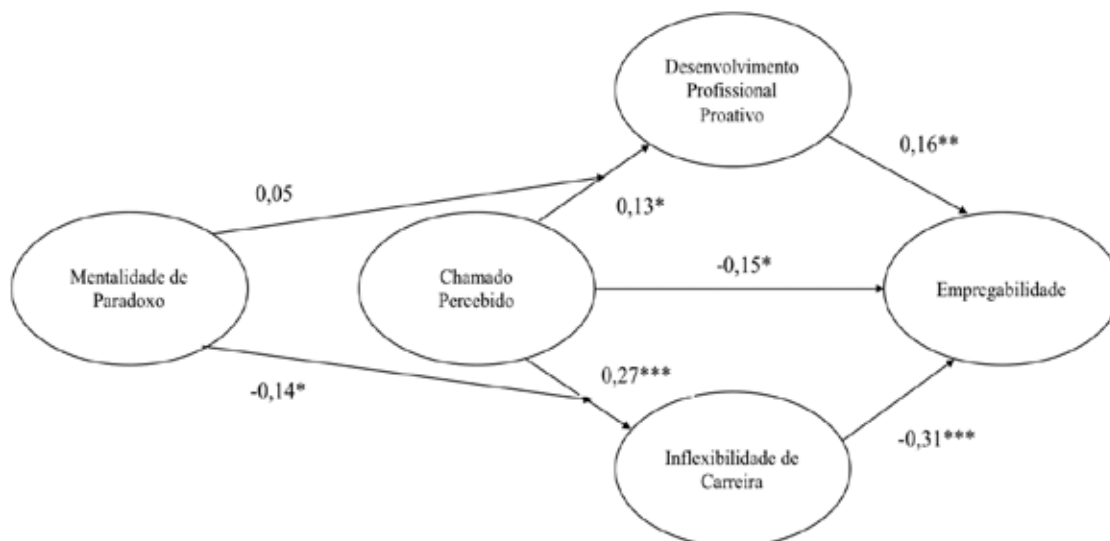 Desenvolvimento
Profissional
Proativo
0,16**
0,05
0,13*
Mentalidade de
Paradoxo
Chamado
Percebido
-0,15*
Empregabilidade
0,27***
-0,14*
-0,31***
Inflexibilidade de
Carreira